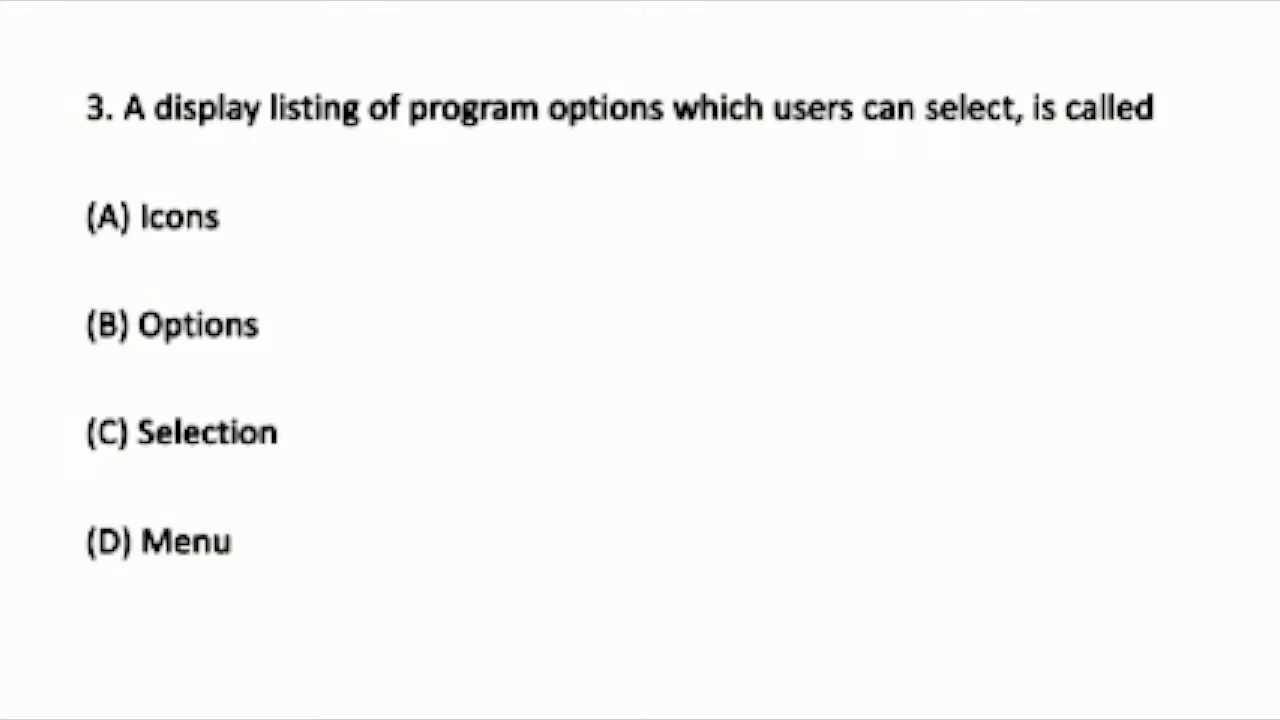 3. A display listing of program options which users can select, is called
(A) Icons
(B) Options
(C) Selection
(D) Menu